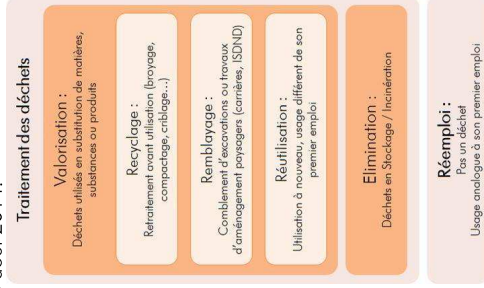 Traitement des déchets
Valorisation :
Déchets utilisés en substitution de matières,
substances ou produits
Recyclage :
Retraitement avant utilisation (broyage,
compactage, criblage...)
Remblayage :
Comblement d'excavations ou travaux
d'aménagement paysagers (carrières, ISDND)
Réutilisation :
Utilisation à nouveau, usage différent de son
premier emploi
Elimination :
Déchets en Stockage / Incinération
Réemploi :
Pas un déchet
Usage analogue à son premier emploi